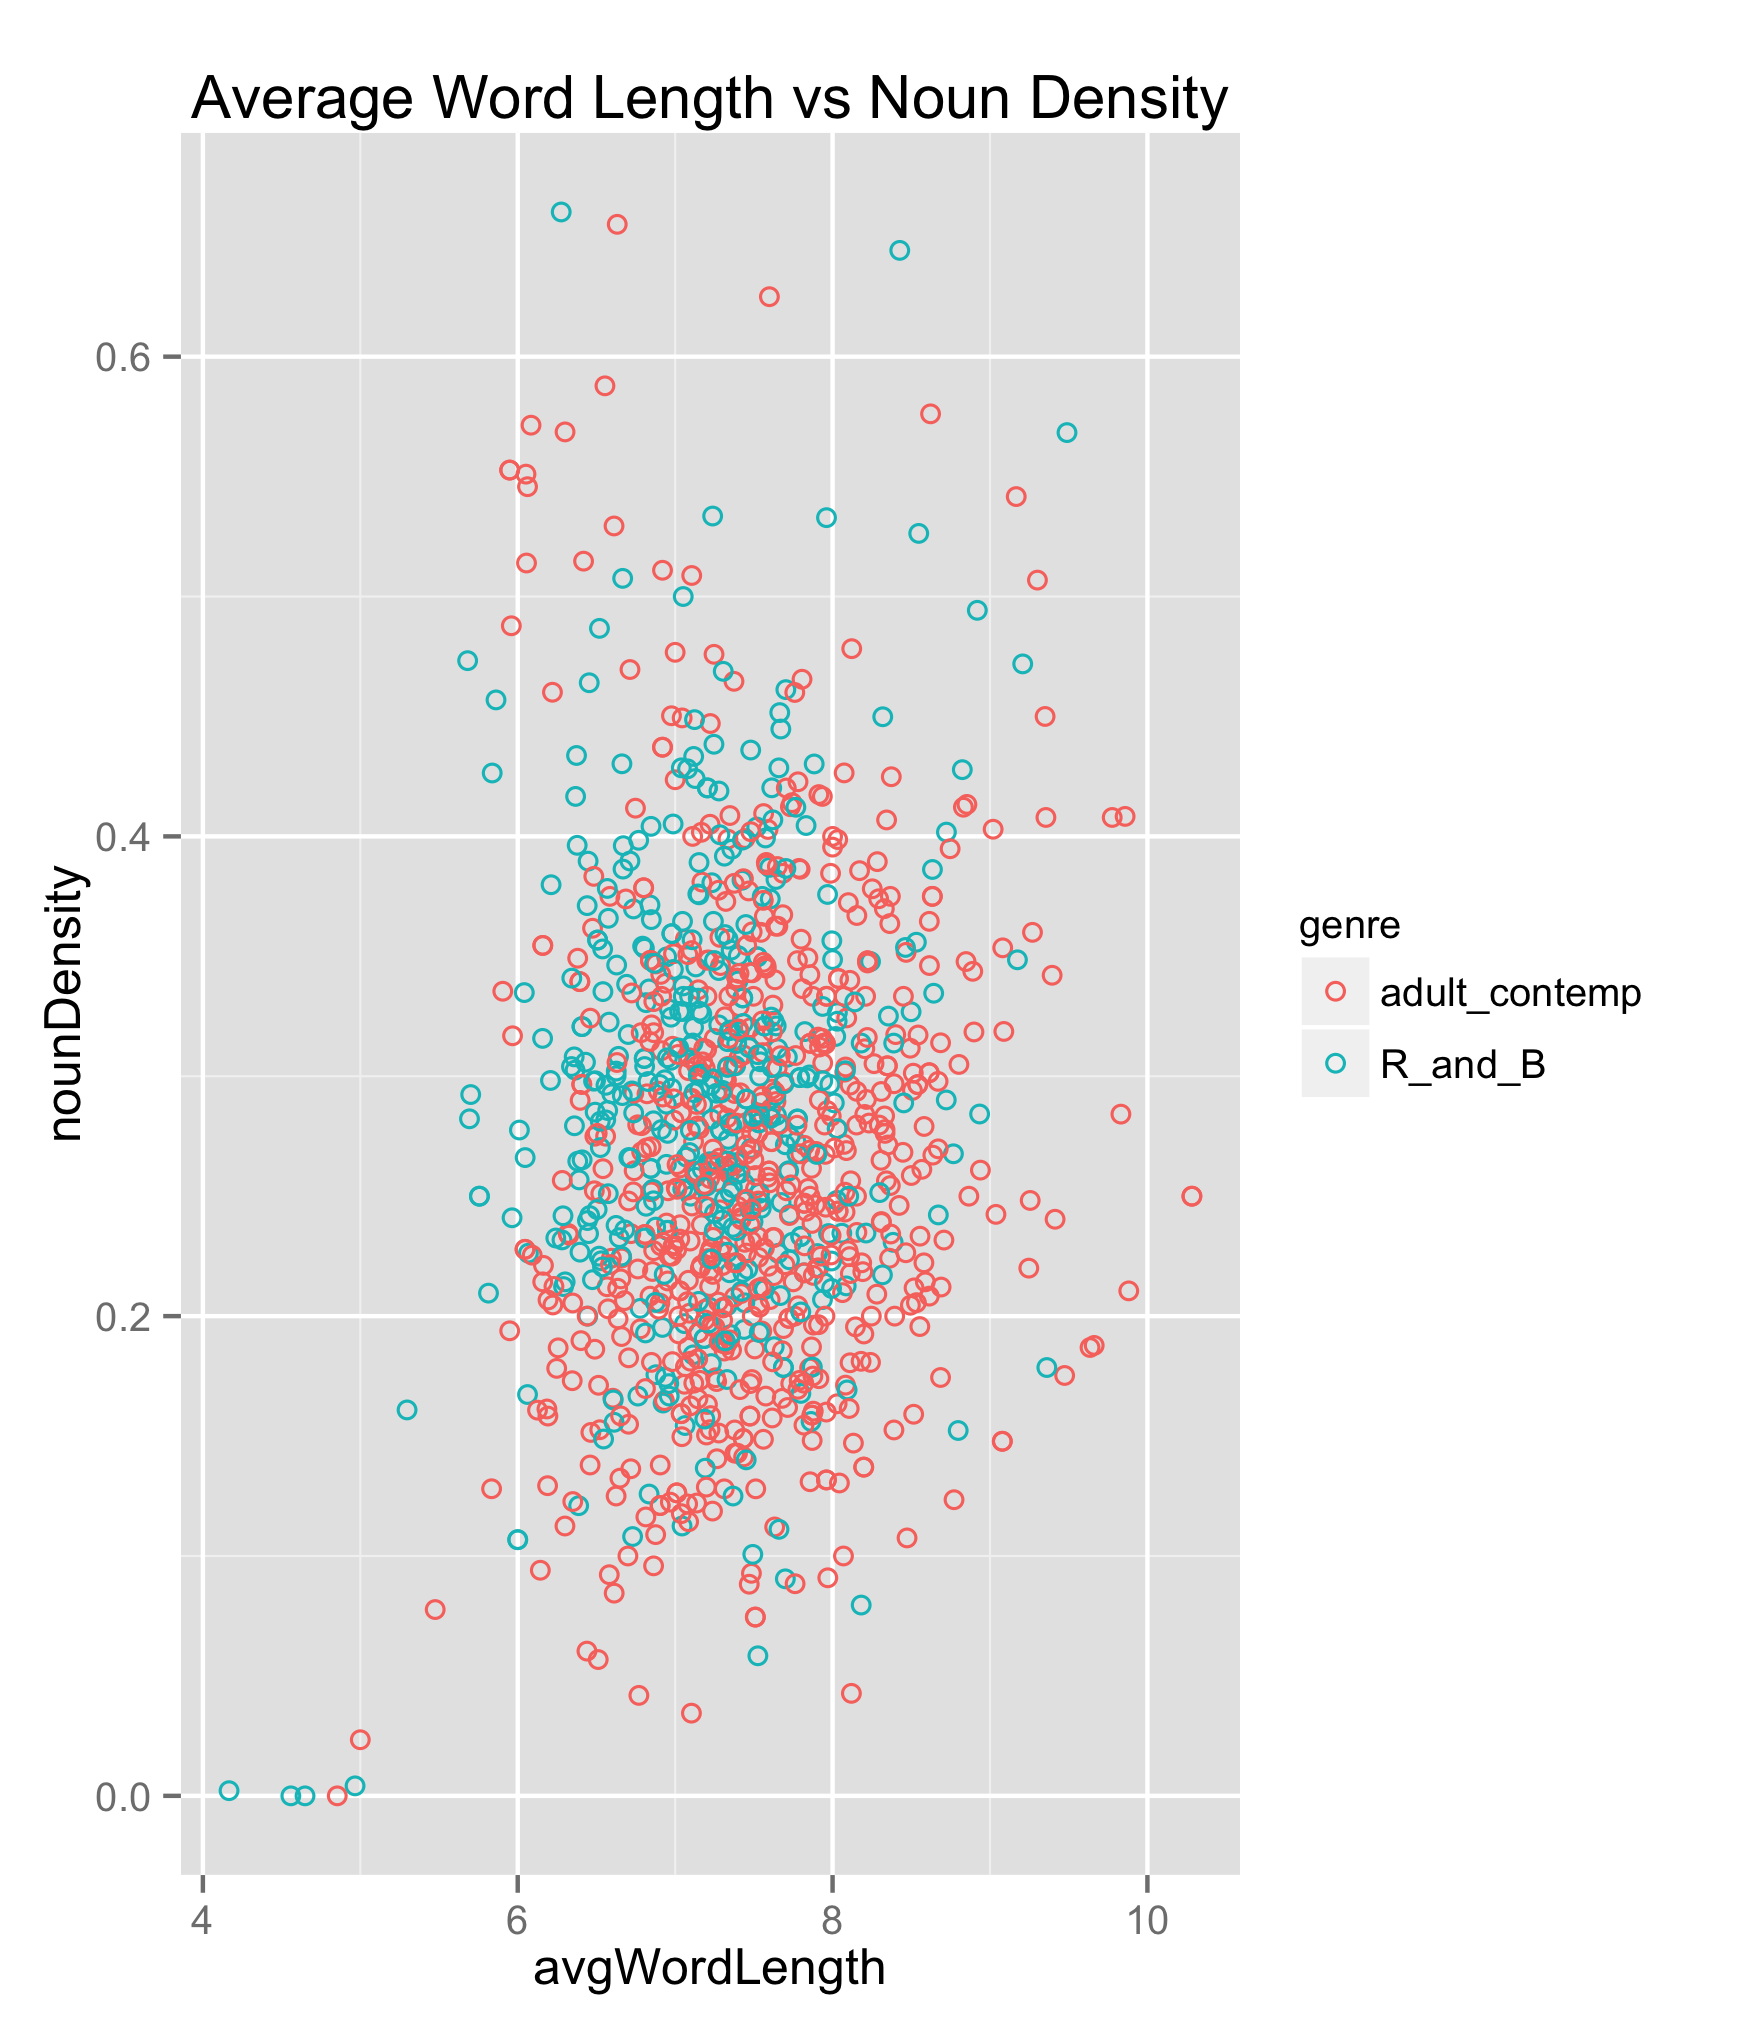 Average Word Length vs Noun Density
0.6
0.4
0.2
0.0
nounDensity
4 6 8 10
avgWordLength
genre
adult_contemp
R_and_B